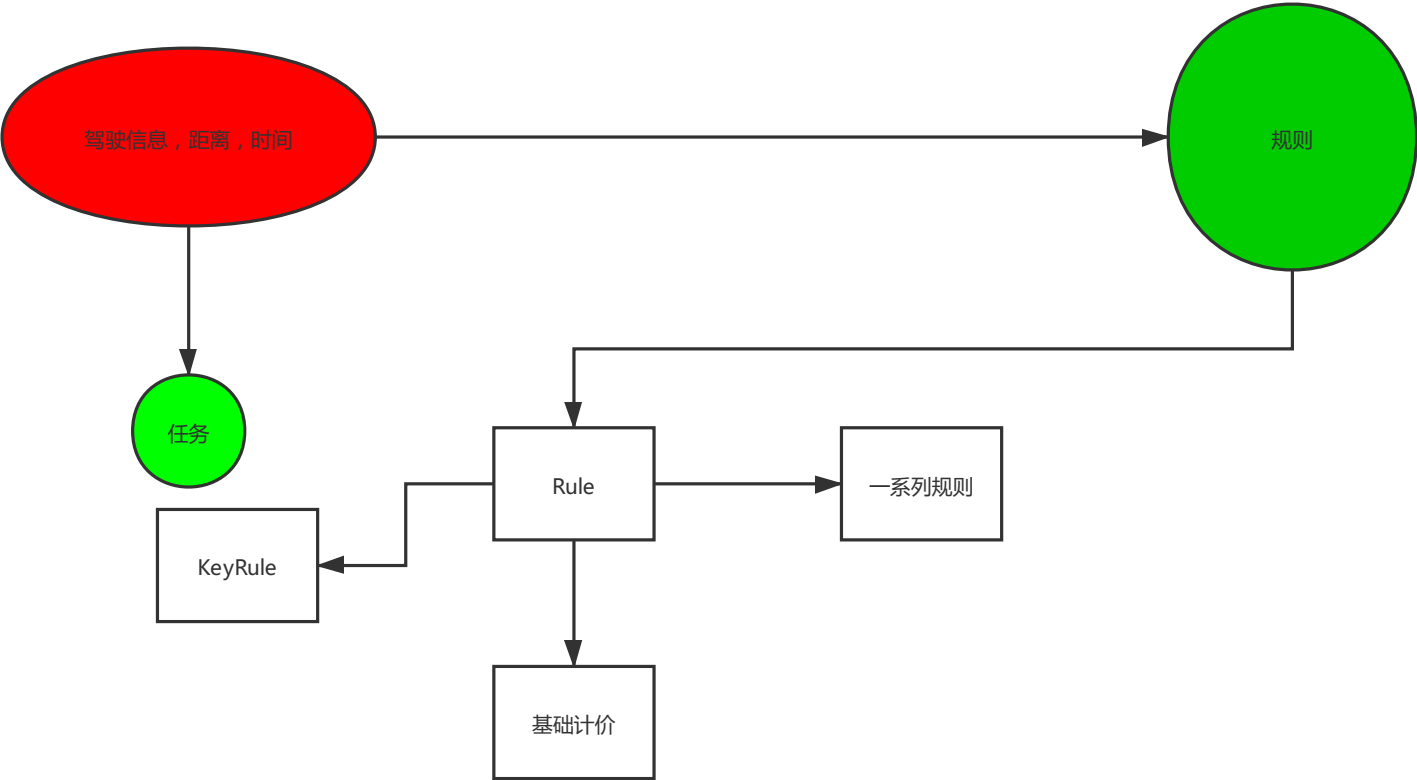 驾驶信息，距离，时间
规则
任务
Rule
一系列规则
KeyRule
基础计价